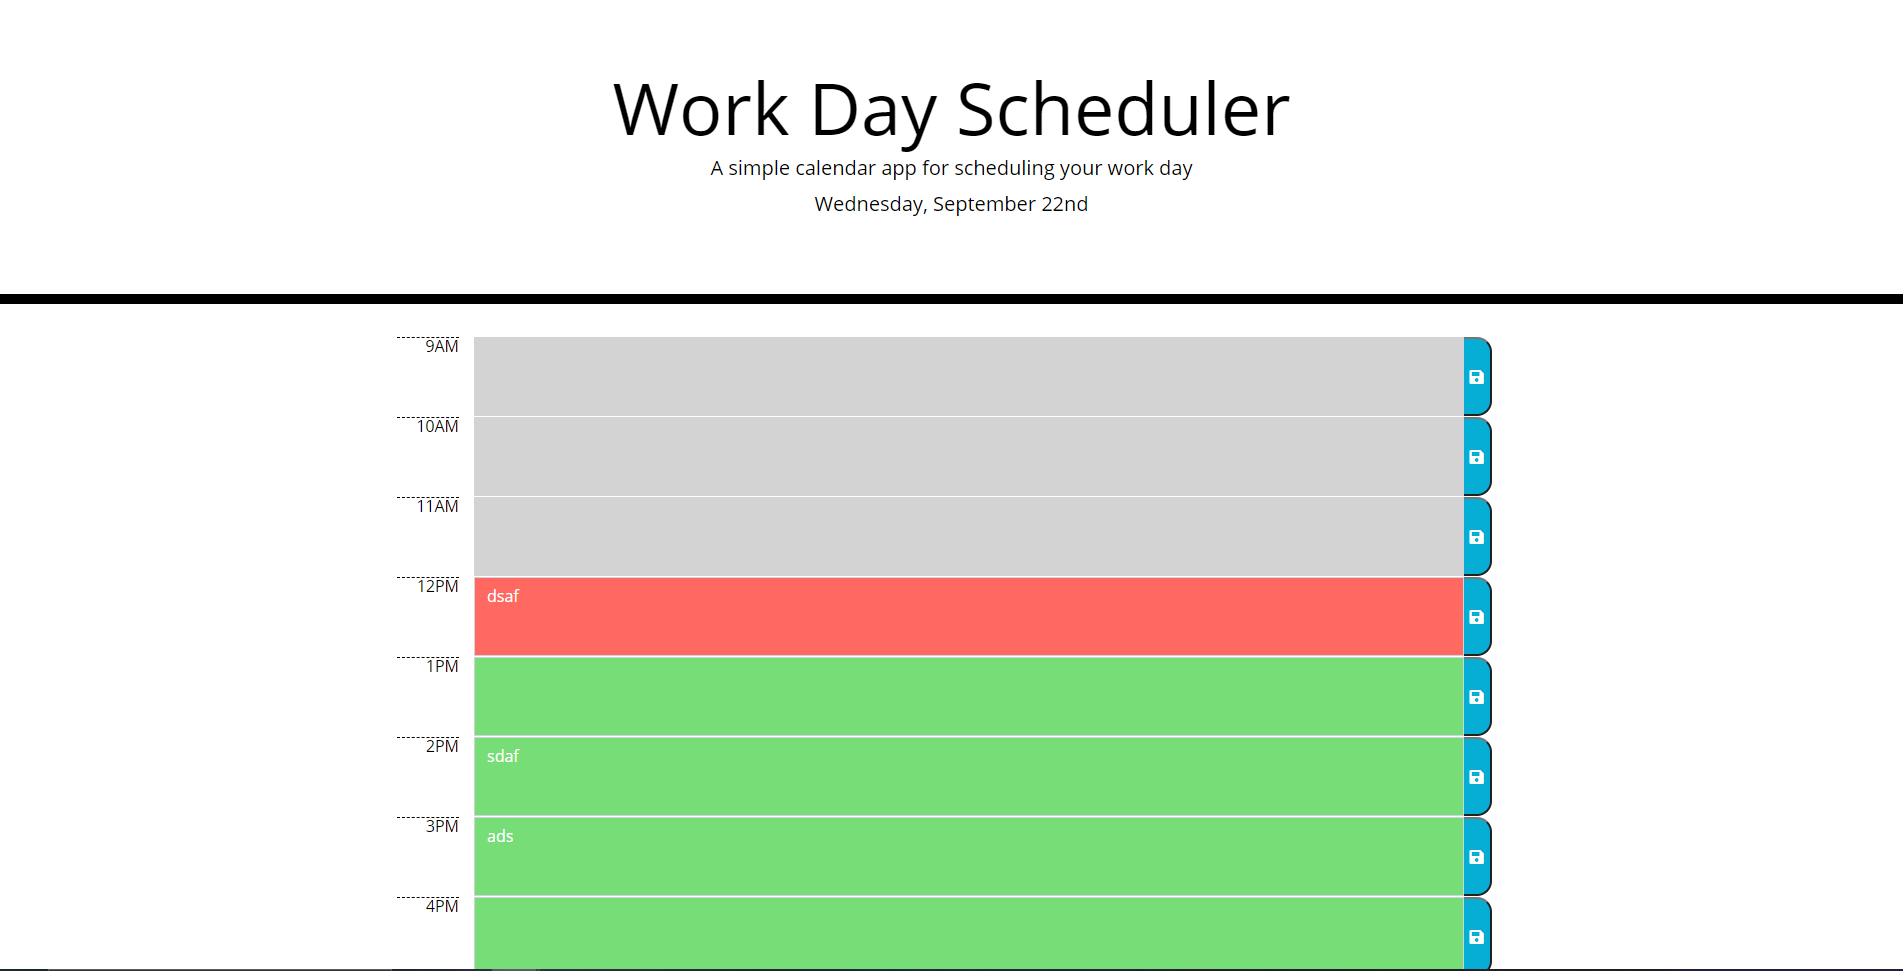 Work Day Scheduler
A simple calendar app for scheduling your work day
Wednesday, September 22nd
9AM
10AM
11AM
12PM
dsaf
1PM
2PM
sdaf
3PM
ads
4PM